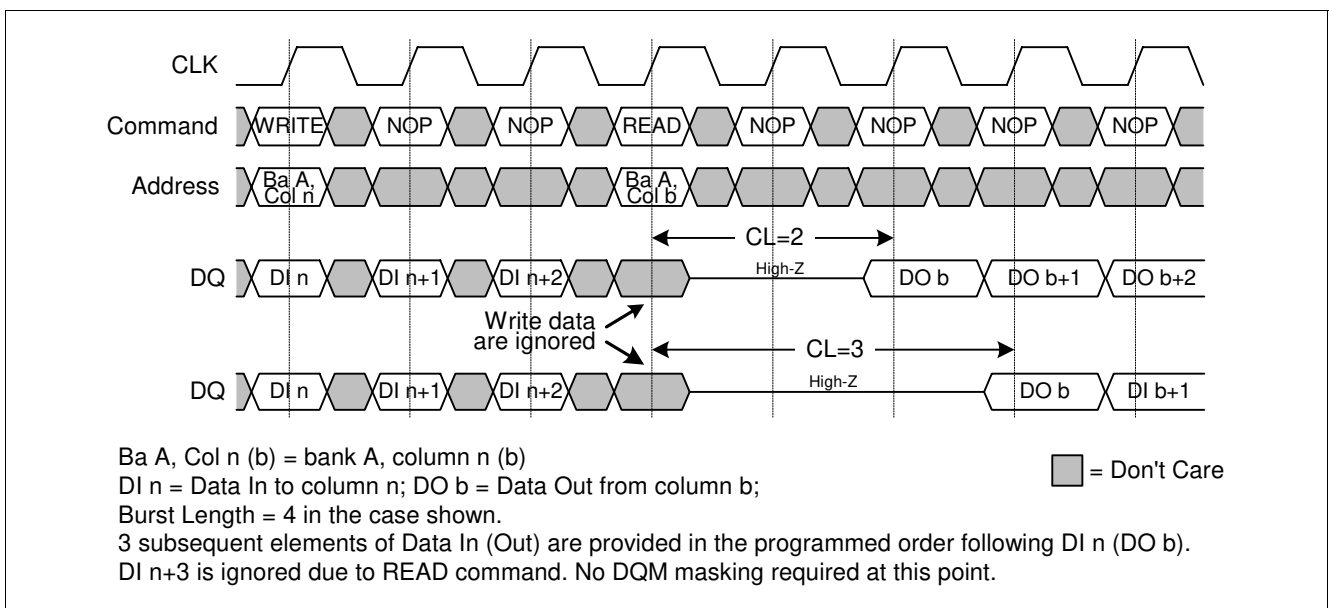 CLK
Command WRITE NOP NOP READ NOP NOP NOP NOP
Address Ba A, Col n Ba A, Col b
CL=2
DQ DI n DI n+1 DI n+2 High-Z DO b DO b+1 DO b+2
Write data
are ignored
CL=3
DQ DI n DI n+1 DI n+2 High-Z DO b DI b+1
Ba A, Col n (b) = bank A, column n (b)
= Don't Care
DI n = Data In to column n; DO b = Data Out from column b;
Burst Length = 4 in the case shown.
3 subsequent elements of Data In (Out) are provided in the programmed order following DI n (DO b).
DI n+3 is ignored due to READ command. No DQM masking required at this point.